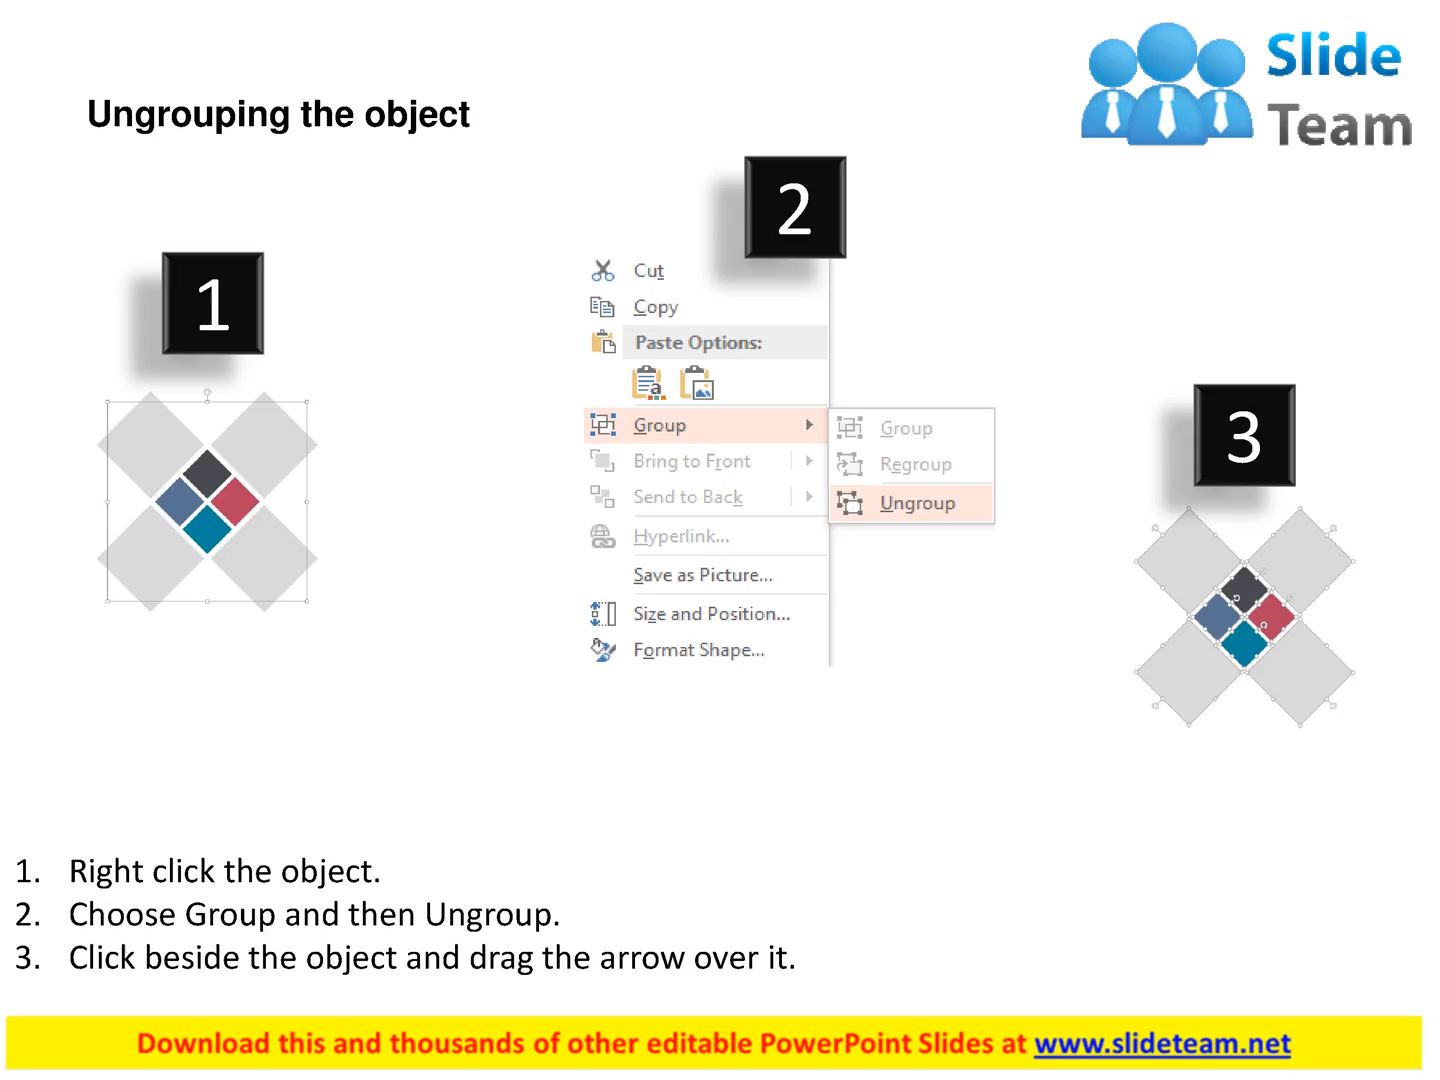 Slide
Team
Ungrouping the object
1
2
3
Cut
Copy
Paste Options:
a
Group
Bring to Front
Send to Back
Hyperlink...
Save as Picture...
Size and Position...
Format Shape...
Group
Regroup
Ungroup
1. Right click the object.
2. Choose Group and then Ungroup.
3. Click beside the object and drag the arrow over it.
Download this and thousands of other editable PowerPoint Slides at www.slideteam.net